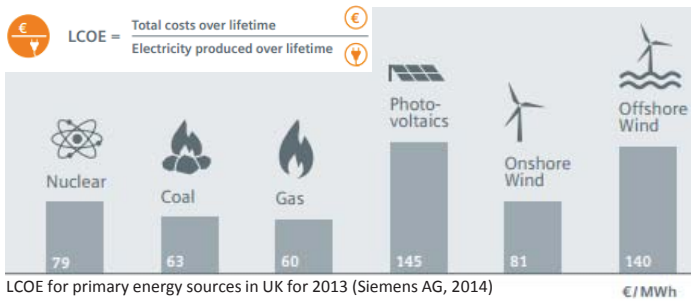 €
LCOE =
Total costs over lifetime
Electricity produced over lifetime
€
Nuclear
79
Coal
63
Gas
60
Photo-
voltaics
145
Onshore
Wind
81
Offshore
Wind
140
LCOE for primary energy sources in UK for 2013 (Siemens AG, 2014)
€/MWh